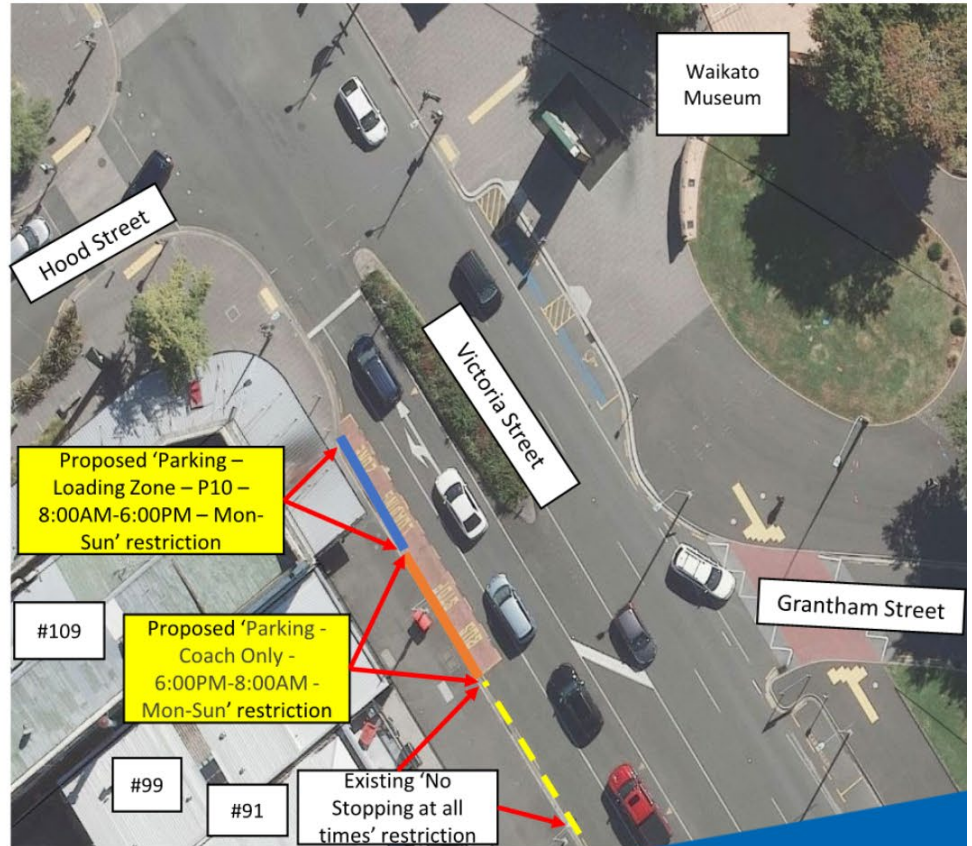 Waikato
Museum
Hood Street
Victoria Street
Proposed ‘Parking –
Loading Zone – P10 –
8:00AM-6:00PM – Mon-
Sun’ restriction
Grantham Street
#109
Proposed ‘Parking -
Coach Only -
6:00PM-8:00AM -
Mon-Sun’ restriction
#99
#91
Existing ‘No
Stopping at all
times’ restriction
BUS
STOP